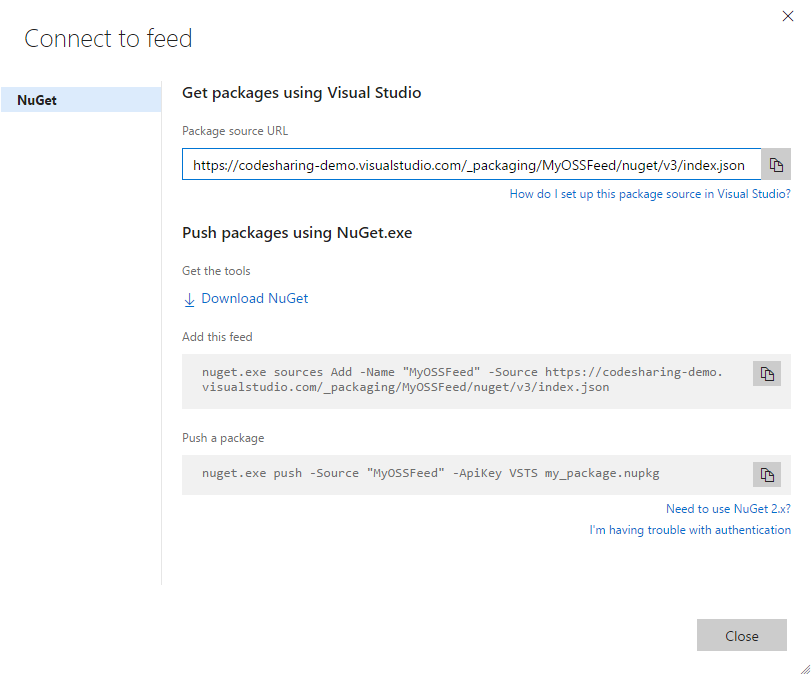 Connect to feed
NuGet
Get packages using Visual Studio
Package source URL
https://codesharing-demo.visualstudio.com/_packaging/MyOSSFeed/nuget/v3/index.json
How do I set up this package source in Visual Studio?
Push packages using NuGet.exe
Get the tools
Download NuGet
Add this feed
nuget.exe sources Add -Name "MyOSSFeed" -Source https://codesharing-demo.
visualstudio.com/_packaging/MyOSSFeed/nuget/v3/index.json
Push a package
nuget.exe push -Source "MyOSSFeed" -ApiKey VSTS my_package.nupkg
Need to use NuGet 2.x?
I'm having trouble with authentication
Close